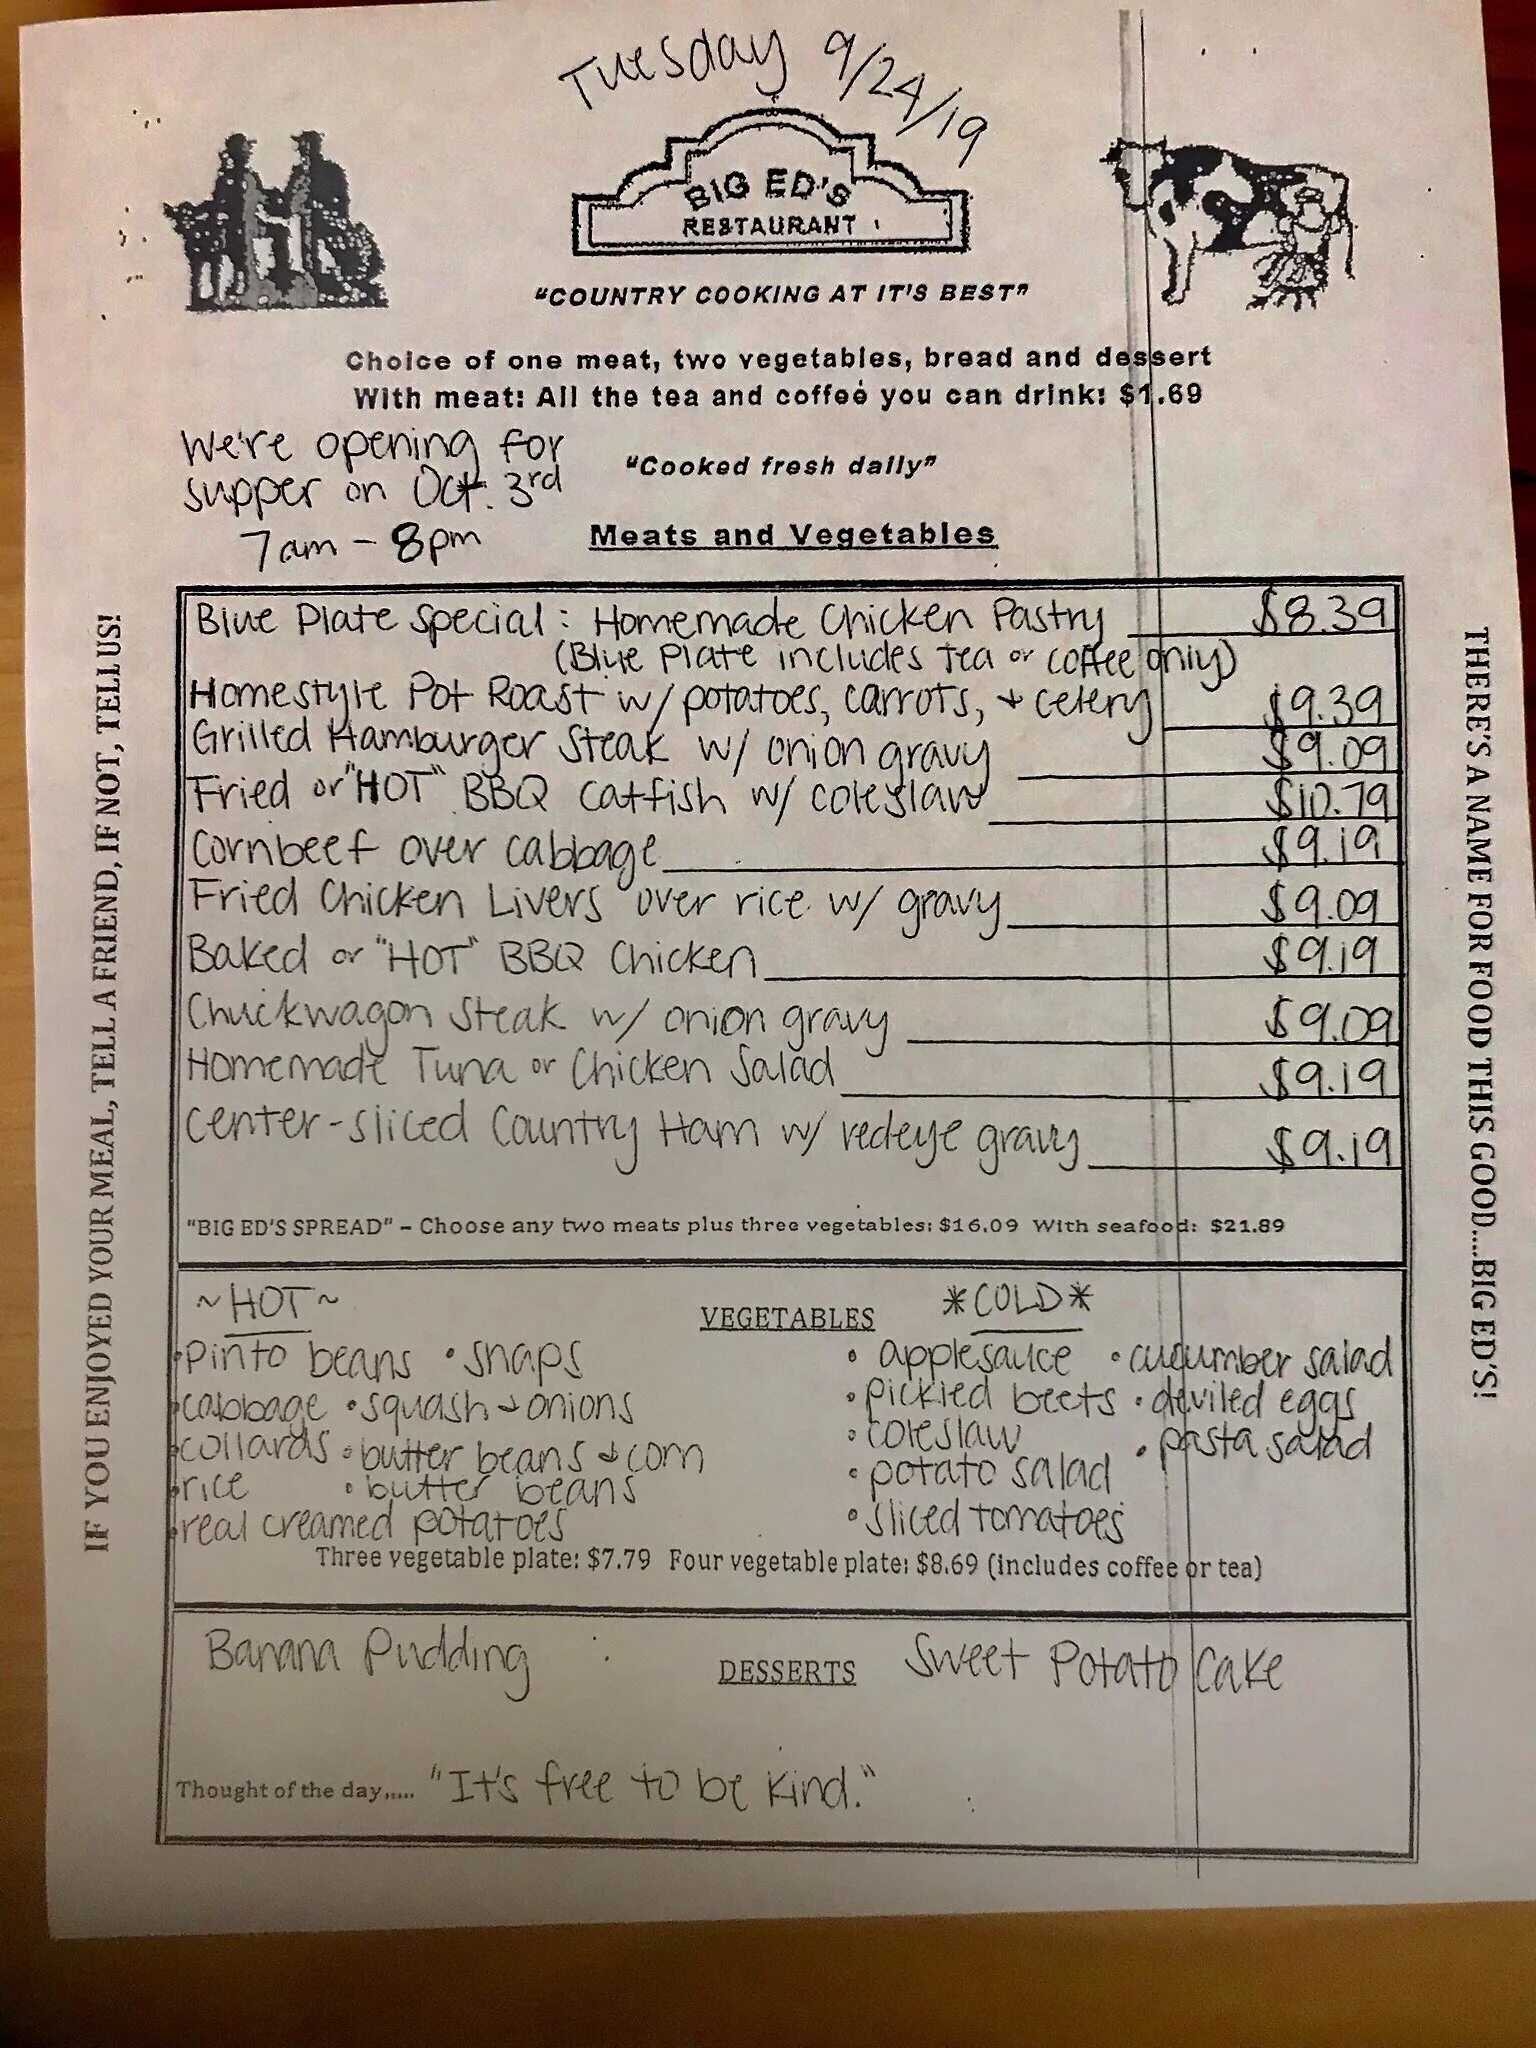 Tuesday 9/24/19
BIG ED'S
RESTAURANT
"COUNTRY COOKING AT IT'S BEST"
Choice of one meat, two vegetables, bread and dessert
With meat: All the tea and coffee you can drink: $1.69
We're opening for
supper on Oct. 3rd
7am - 8pm
"Cooked fresh daily"
Meats and Vegetables
Blue Plate Special: Homemade Chicken Pastry $8.39
(Blue Plate includes tea or coffee only)
Homestyle Pot Roast w/ potatoes, carrots, + celery $9.39
Grilled Hamburger Steak w/ onion gravy $9.09
Fried or "HOT" BBQ Catfish w/ coleslaw $10.79
Cornbeef over cabbage $9.19
Fried Chicken Livers over rice w/ gravy $9.09
Baked or "HOT" BBQ Chicken $9.19
Chuckwagon Steak w/ onion gravy $9.09
Homemade Tuna or Chicken Salad $9.19
Center-sliced Country Ham w/ redeye gravy $9.19
"BIG ED'S SPREAD" – Choose any two meats plus three vegetables: $16.09 With seafood: $21.89
~HOT~ VEGETABLES *COLD*
• pinto beans • snaps • applesauce • cucumber salad
• cabbage • squash + onions • pickled beets • deviled eggs
• collards • butter beans + corn • coleslaw • pasta salad
• rice • butter beans • potato salad
• real creamed potatoes • sliced tomatoes
Three vegetable plate: $7.79 Four vegetable plate: $8.69 (includes coffee or tea)
Banana Pudding DESSERTS Sweet Potato Cake
Thought of the day..... "It's free to be kind."
IF YOU ENJOYED YOUR MEAL, TELL A FRIEND, IF NOT, TELL US!
THERE'S A NAME FOR FOOD THIS GOOD....BIG ED'S!